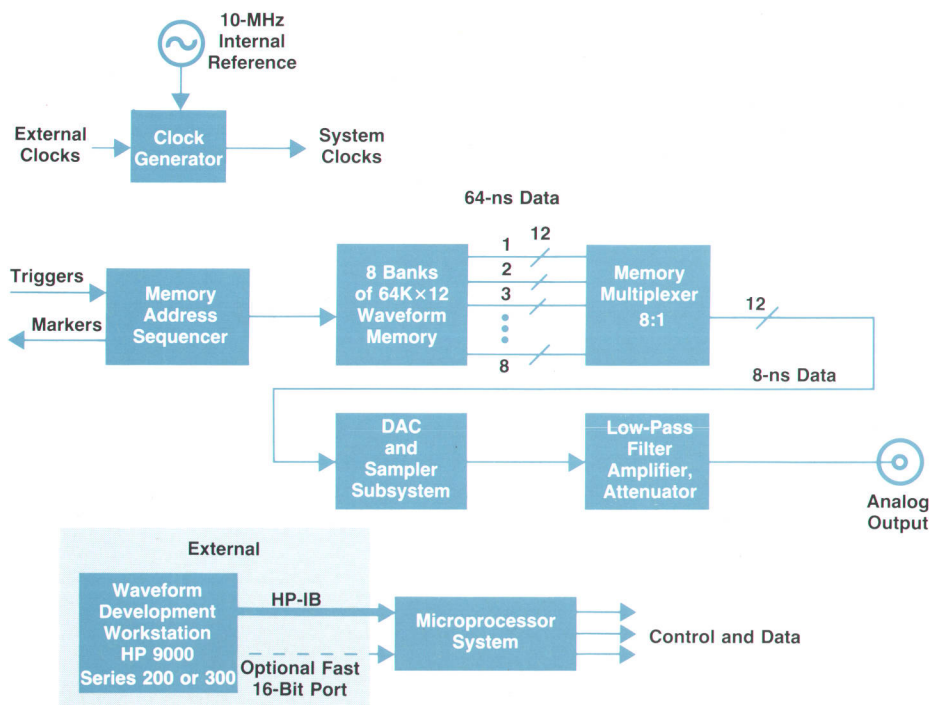 10-MHz
Internal
Reference
External
Clocks
Clock
Generator
System
Clocks
64-ns Data
Triggers
Markers
Memory
Address
Sequencer
8 Banks
of 64K×12
Waveform
Memory
1
12
2
3
8
Memory
Multiplexer
8:1
12
8-ns Data
DAC
and
Sampler
Subsystem
Low-Pass
Filter
Amplifier,
Attenuator
Analog
Output
External
Waveform
Development
Workstation
HP 9000
Series 200 or 300
HP-IB
Optional Fast
16-Bit Port
Microprocessor
System
Control and Data